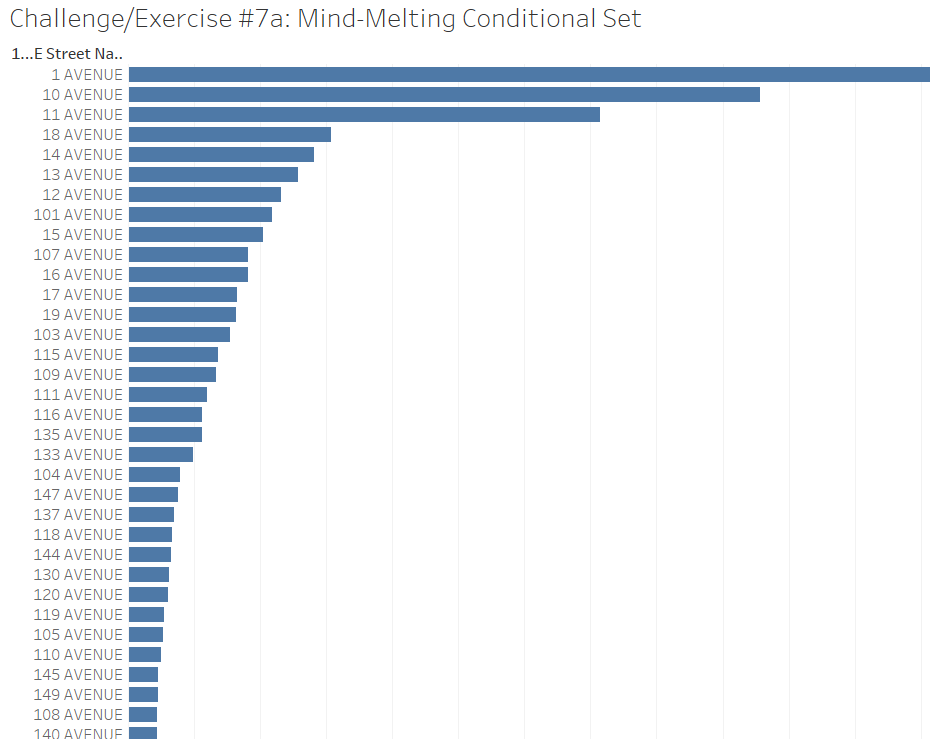 Challenge/Exercise #7a: Mind-Melting Conditional Set
1...E Street Na..
1 AVENUE
10 AVENUE
11 AVENUE
18 AVENUE
14 AVENUE
13 AVENUE
12 AVENUE
101 AVENUE
15 AVENUE
107 AVENUE
16 AVENUE
17 AVENUE
19 AVENUE
103 AVENUE
115 AVENUE
109 AVENUE
111 AVENUE
116 AVENUE
135 AVENUE
133 AVENUE
104 AVENUE
147 AVENUE
137 AVENUE
118 AVENUE
144 AVENUE
130 AVENUE
120 AVENUE
119 AVENUE
105 AVENUE
110 AVENUE
145 AVENUE
149 AVENUE
108 AVENUE
140 AVENUE